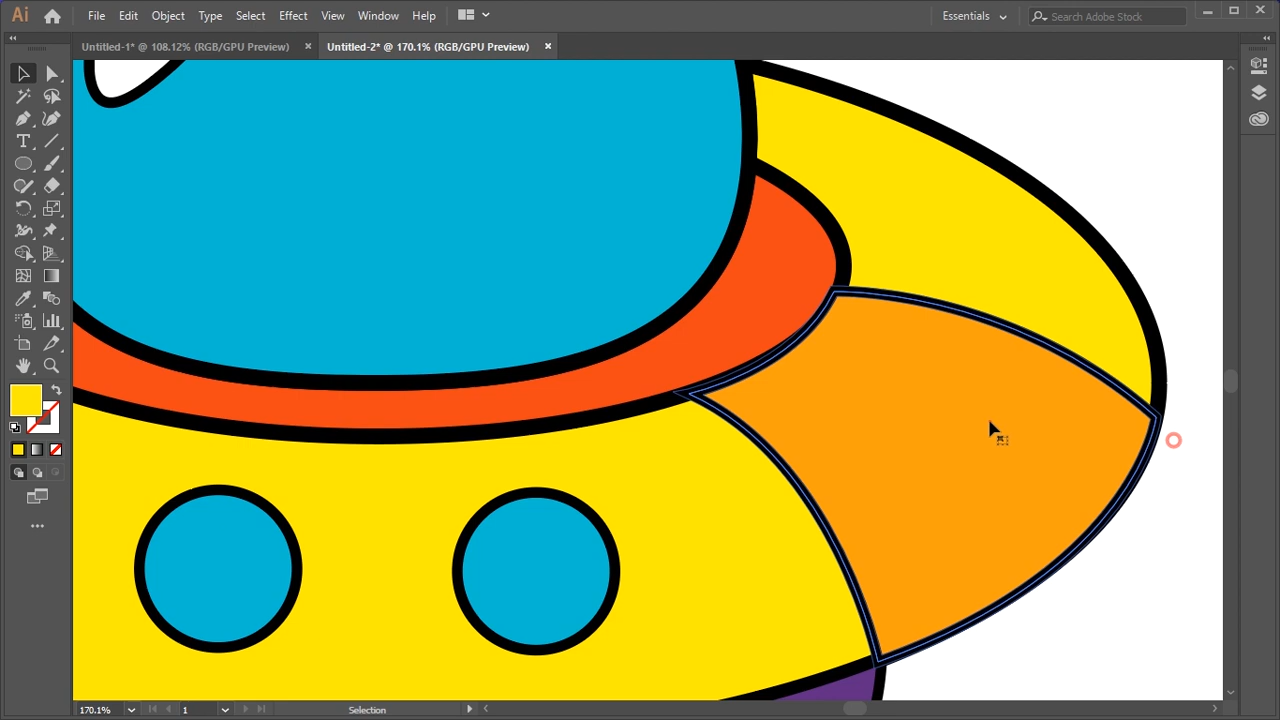 Ai File Edit Object Type Select Effect View Window Help Essentials Search Adobe Stock
Untitled-1* @ 108.12% (RGB/GPU Preview) × Untitled-2* @ 170.1% (RGB/GPU Preview) ×
T
170.1% 1 Selection